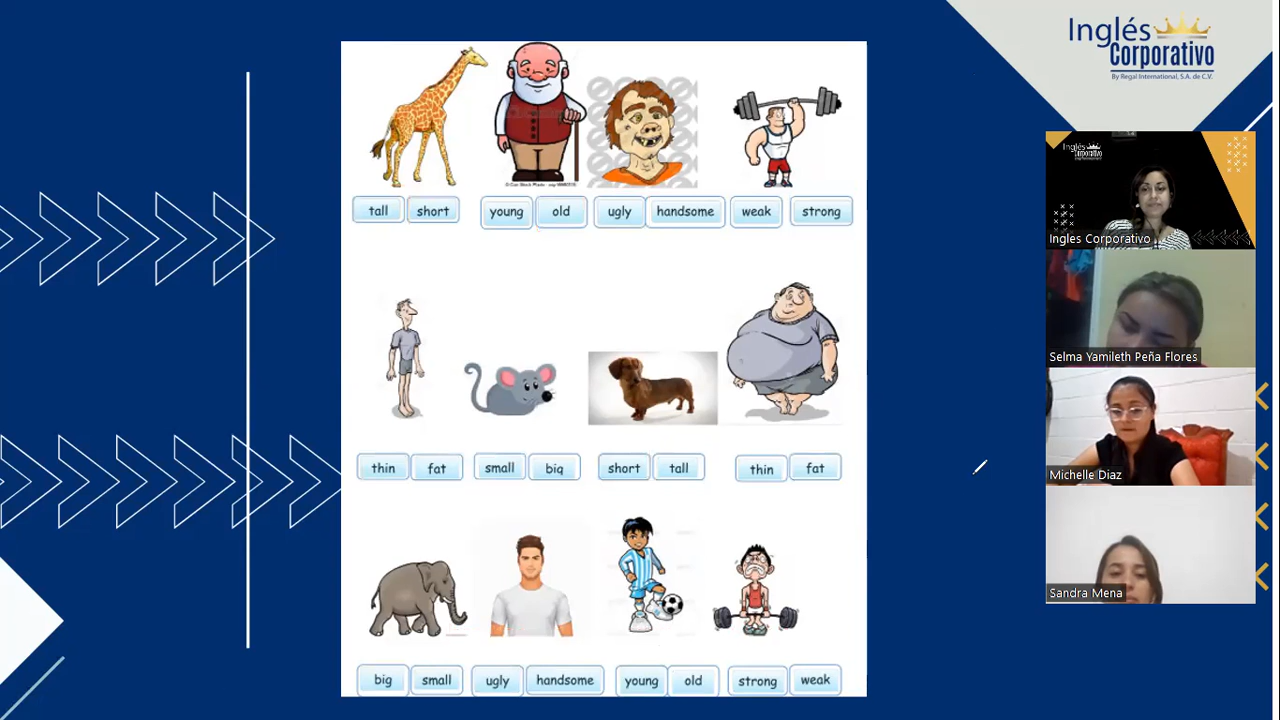 Inglés
Corporativo
By Regal International, S.A. de C.V.
tall short young old ugly handsome weak strong
thin fat small big short tall thin fat
big small ugly handsome young old strong weak
Inglés
Corporativo
Ingles Corporativo
Selma Yamileth Peña Flores
Michelle Diaz
Sandra Mena